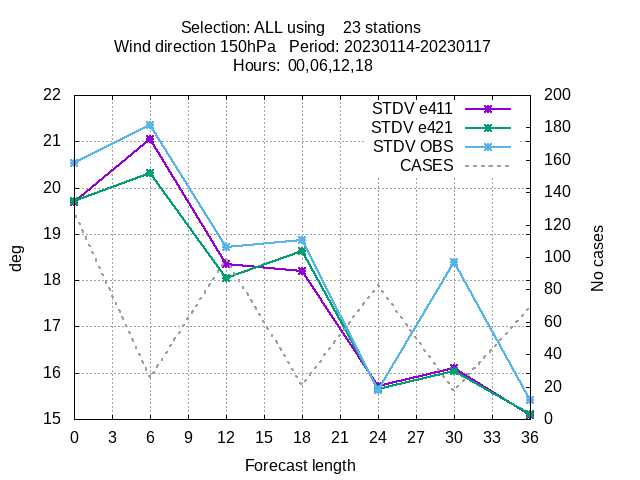 Selection: ALL using 23 stations
Wind direction 150hPa Period: 20230114-20230117
Hours: 00,06,12,18
22 200
STDV e411
180
STDV e421
21
STDV OBS
160
CASES
20
140
19
120
deg
18
100
No cases
80
17
60
40
16
20
15 0
0 3 6 9 12 15 18 21 24 27 30 33 36
Forecast length